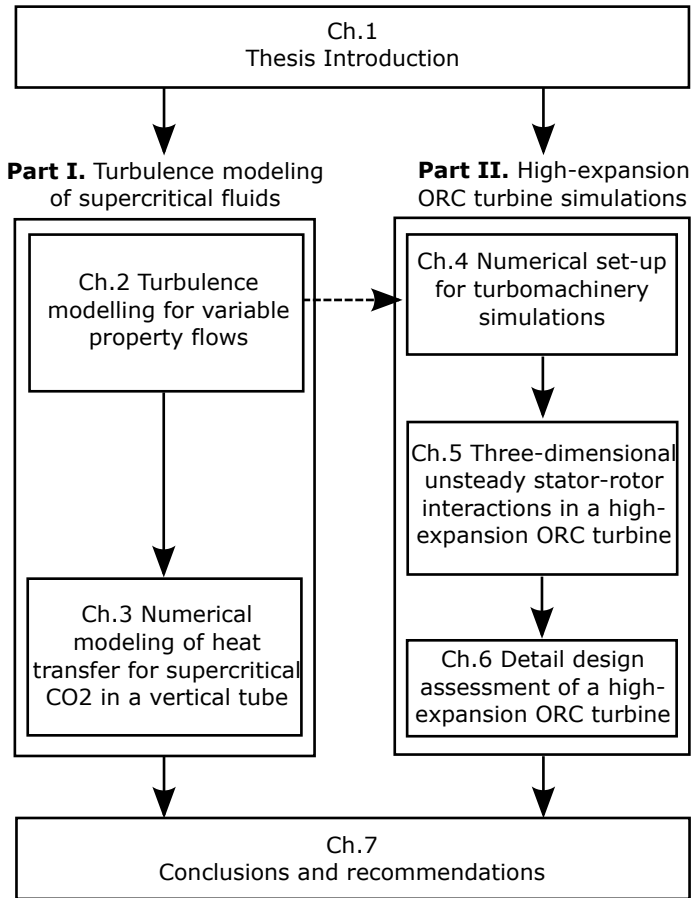 Ch.1
Thesis Introduction
Part I. Turbulence modeling
of supercritical fluids
Ch.2 Turbulence
modelling for variable
property flows
Ch.3 Numerical
modeling of heat
transfer for supercritical
CO2 in a vertical tube
Part II. High-expansion
ORC turbine simulations
Ch.4 Numerical set-up
for turbomachinery
simulations
Ch.5 Three-dimensional
unsteady stator-rotor
interactions in a high-
expansion ORC turbine
Ch.6 Detail design
assessment of a high-
expansion ORC turbine
Ch.7
Conclusions and recommendations